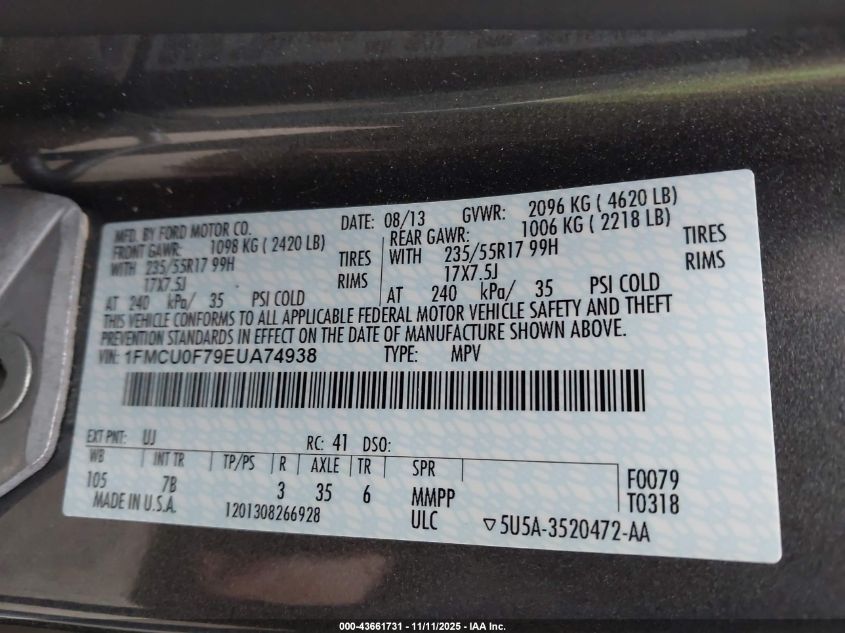 MFD. BY FORD MOTOR CO. DATE: 08/13 GVWR: 2096 KG ( 4620 LB)
FRONT GAWR: 1098 KG ( 2420 LB) REAR GAWR: 1006 KG ( 2218 LB)
WITH 235/55R17 99H TIRES WITH 235/55R17 99H TIRES
17X7.5J RIMS 17X7.5J RIMS
AT 240 kPa/ 35 PSI COLD AT 240 kPa/ 35 PSI COLD
THIS VEHICLE CONFORMS TO ALL APPLICABLE FEDERAL MOTOR VEHICLE SAFETY AND THEFT
PREVENTION STANDARDS IN EFFECT ON THE DATE OF MANUFACTURE SHOWN ABOVE.
VIN: 1FMCU0F79EUA74938 TYPE: MPV
EXT PNT: UJ RC: 41 DSO:
WB INT TR TP/PS R AXLE TR SPR F0079
105 7B 3 35 6 MMPP T0318
MADE IN U.S.A. 1201308266928 ULC ▽5U5A-3520472-AA
000-43661731 - 11/11/2025 - IAA Inc.